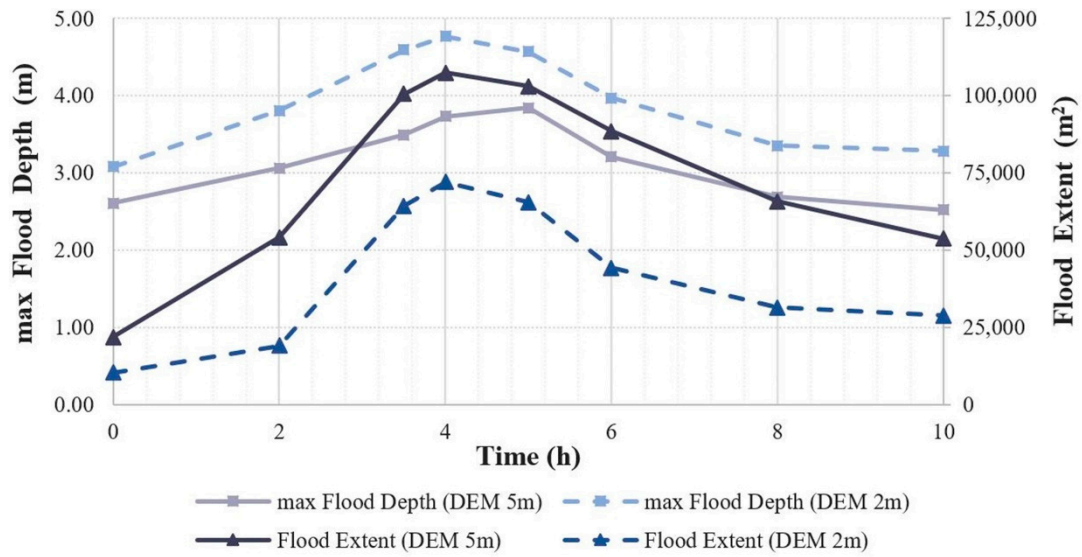 5.00
4.00
3.00
2.00
1.00
0.00
max Flood Depth (m)
125,000
100,000
75,000
50,000
25,000
0
Flood Extent (m²)
0 2 4 6 8 10
Time (h)
max Flood Depth (DEM 5m) max Flood Depth (DEM 2m)
Flood Extent (DEM 5m) Flood Extent (DEM 2m)